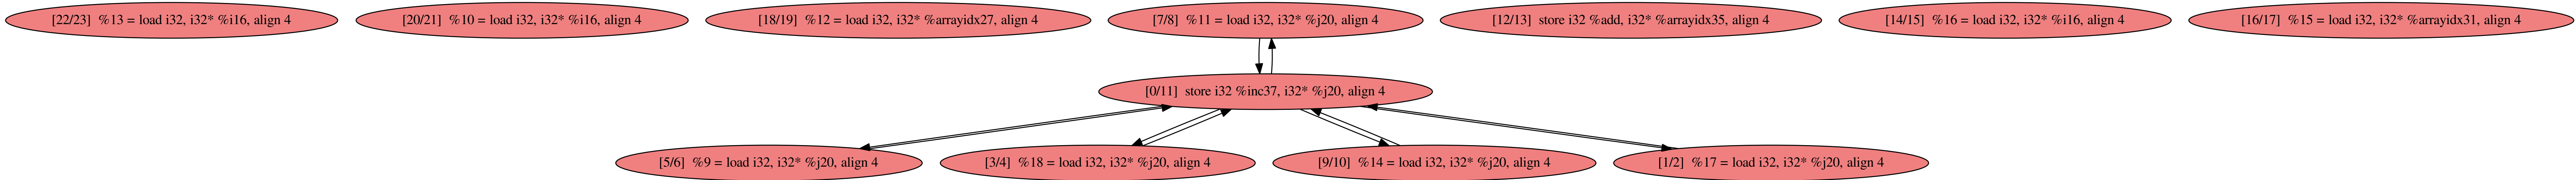 [22/23]  %13 = load i32, i32* %i16, align 4
[20/21]  %10 = load i32, i32* %i16, align 4
[18/19]  %12 = load i32, i32* %arrayidx27, align 4
[7/8]  %11 = load i32, i32* %j20, align 4
[12/13]  store i32 %add, i32* %arrayidx35, align 4
[14/15]  %16 = load i32, i32* %i16, align 4
[16/17]  %15 = load i32, i32* %arrayidx31, align 4
[0/11]  store i32 %inc37, i32* %j20, align 4
[5/6]  %9 = load i32, i32* %j20, align 4
[3/4]  %18 = load i32, i32* %j20, align 4
[9/10]  %14 = load i32, i32* %j20, align 4
[1/2]  %17 = load i32, i32* %j20, align 4